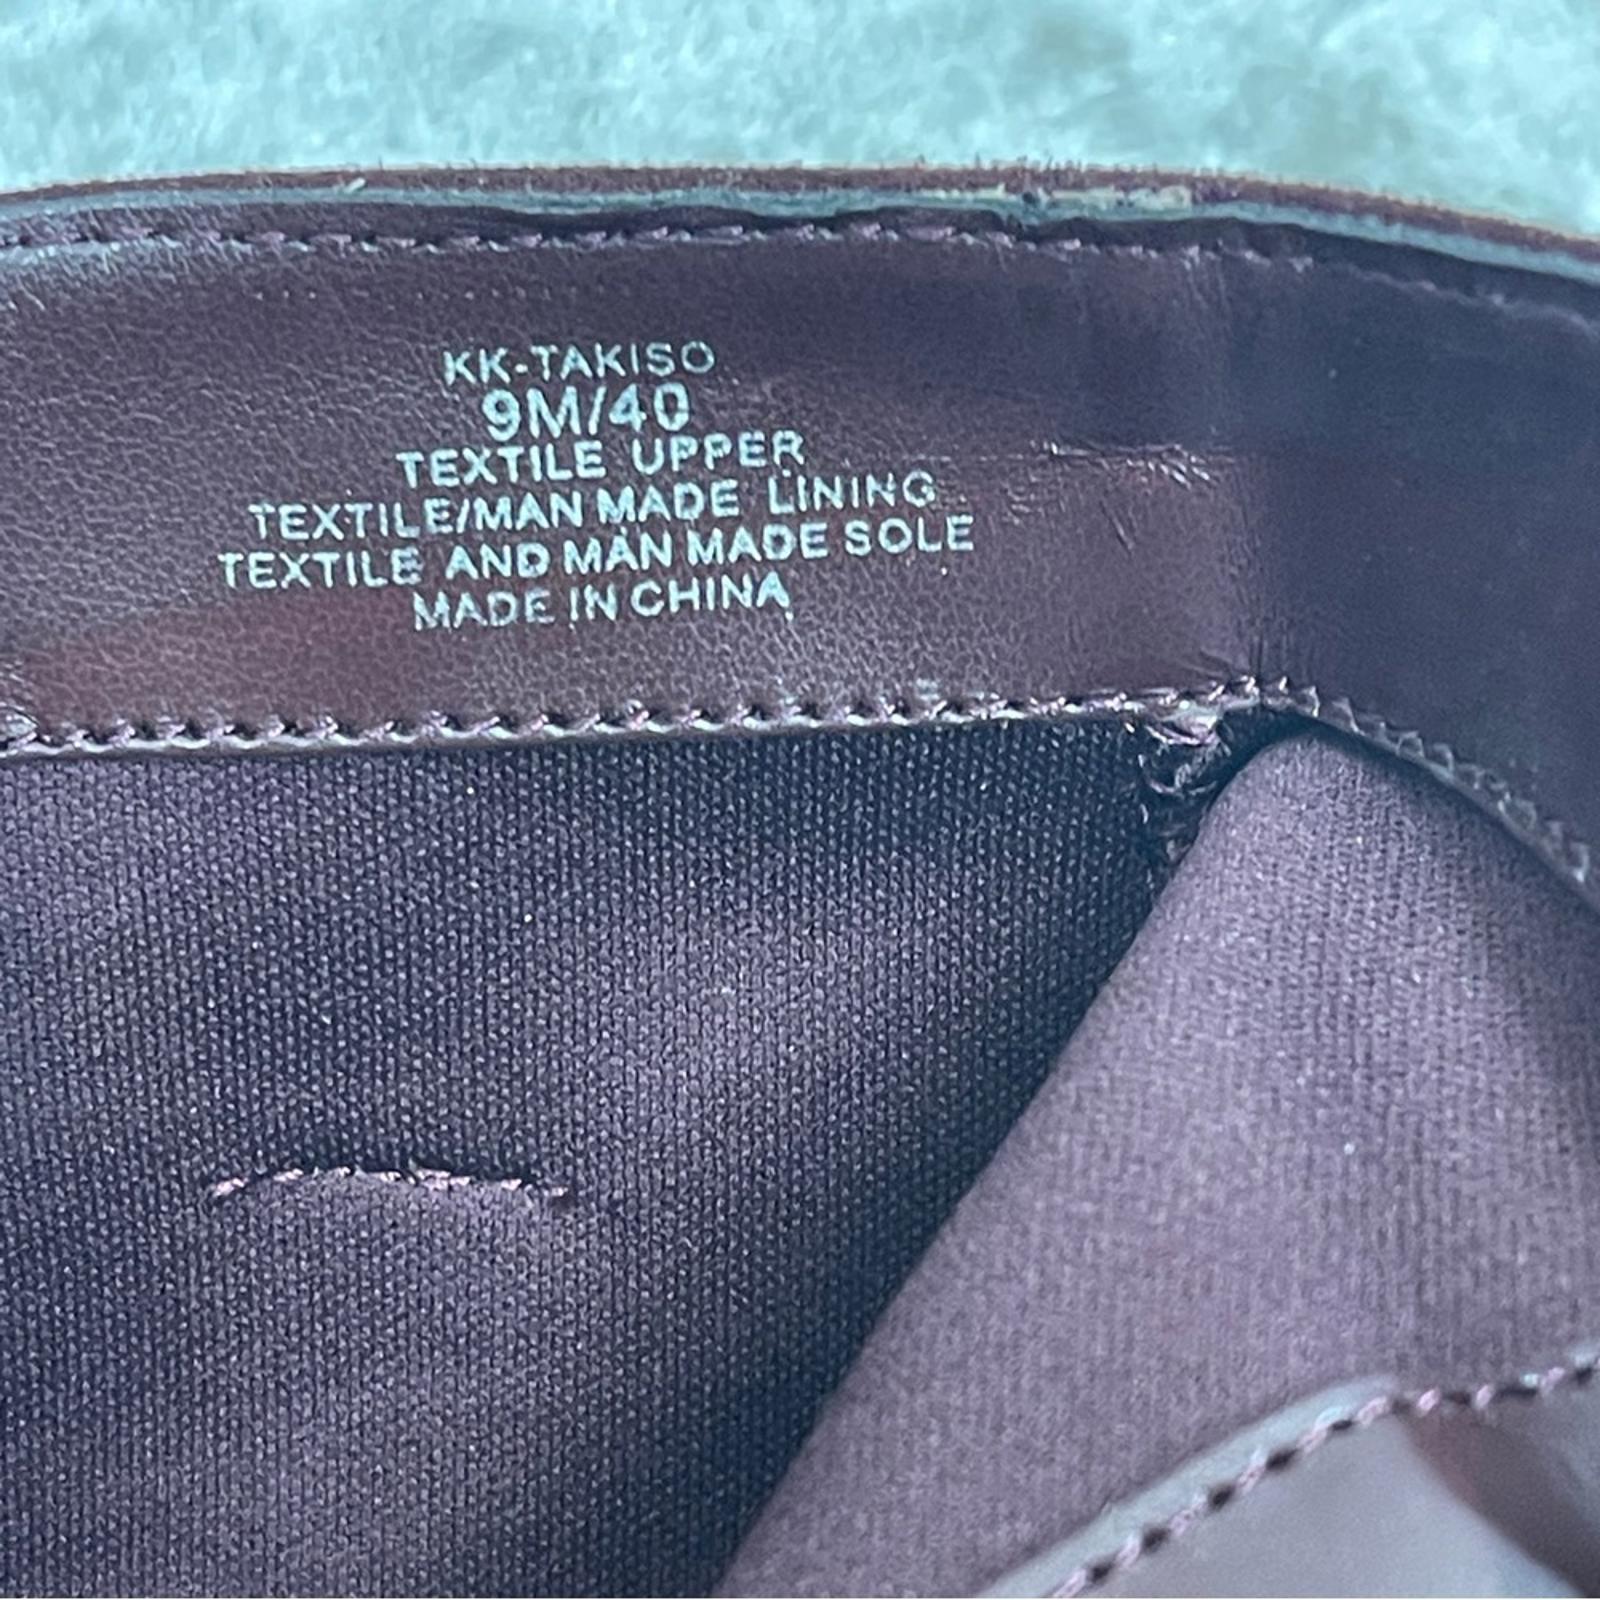 KK-TAKISO
9M/40
TEXTILE UPPER
TEXTILE/MAN MADE LINING
TEXTILE AND MAN MADE SOLE
MADE IN CHINA